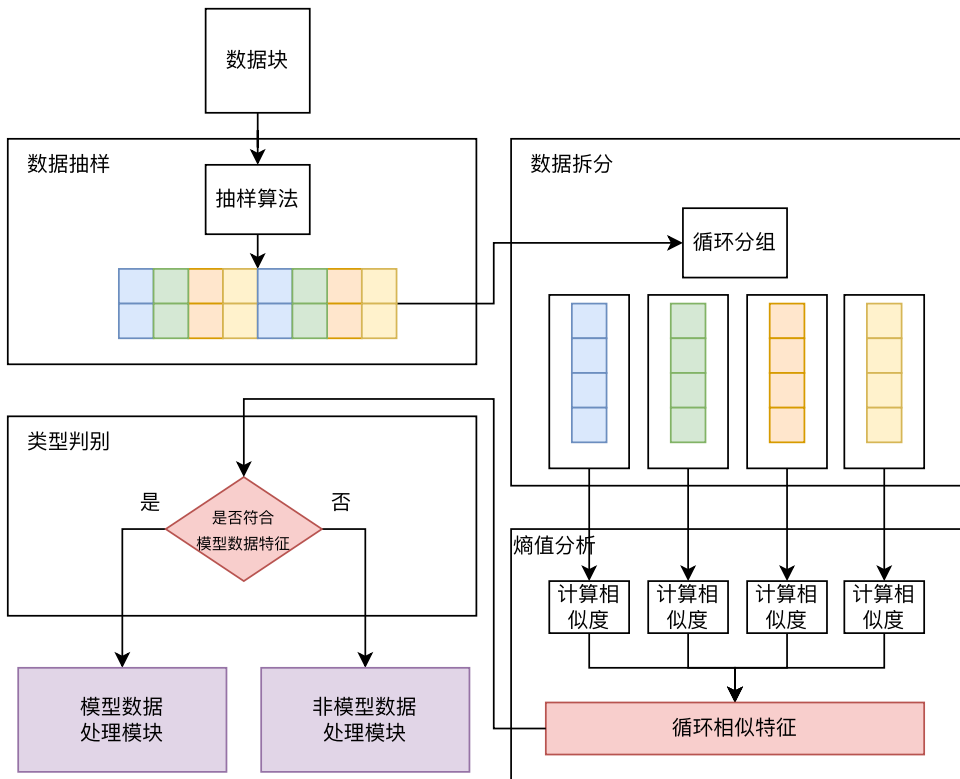 数据块
数据抽样
抽样算法
数据拆分
循环分组
类型判别
是
否
是否符合
模型数据特征
熵值分析
计算相
似度
计算相
似度
计算相
似度
计算相
似度
循环相似特征
模型数据
处理模块
非模型数据
处理模块